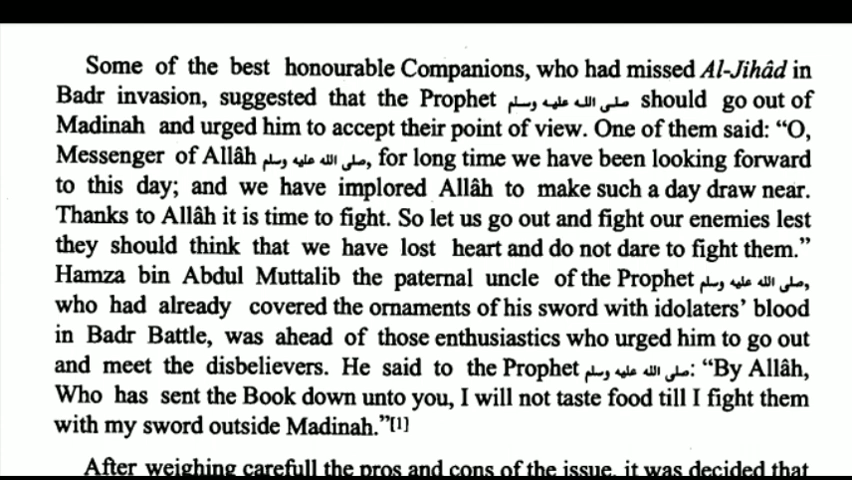 Some of the best honourable Companions, who had missed Al-Jihâd in
Badr invasion, suggested that the Prophet صلى الله عليه وسلم should go out of
Madinah and urged him to accept their point of view. One of them said: “O,
Messenger of Allâh صلى الله عليه وسلم, for long time we have been looking forward
to this day; and we have implored Allâh to make such a day draw near.
Thanks to Allâh it is time to fight. So let us go out and fight our enemies lest
they should think that we have lost heart and do not dare to fight them.”
Hamza bin Abdul Muttalib the paternal uncle of the Prophet صلى الله عليه وسلم,
who had already covered the ornaments of his sword with idolaters’ blood
in Badr Battle, was ahead of those enthusiastics who urged him to go out
and meet the disbelievers. He said to the Prophet صلى الله عليه وسلم: “By Allâh,
Who has sent the Book down unto you, I will not taste food till I fight them
with my sword outside Madinah.”[1]
After weighing carefull the pros and cons of the issue, it was decided that